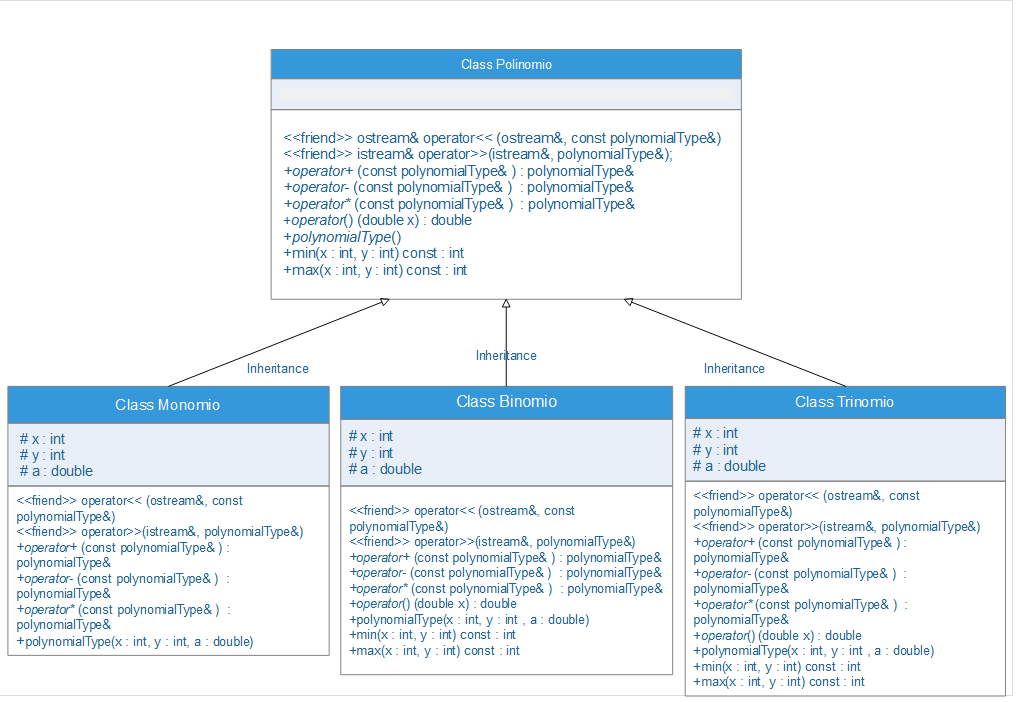 Class Polinomio
<<friend>> ostream& operator<< (ostream&, const polynomialType&)
<<friend>> istream& operator>>(istream&, polynomialType&);
+operator+ (const polynomialType& ) : polynomialType&
+operator- (const polynomialType& )  : polynomialType&
+operator* (const polynomialType& )  : polynomialType&
+operator() (double x) : double
+polynomialType()
+min(x : int, y : int) const : int
+max(x : int, y : int) const : int
Inheritance
Inheritance
Inheritance
Class Monomio
# x : int
# y : int
# a : double
<<friend>> operator<< (ostream&, const
polynomialType&)
<<friend>> operator>>(istream&, polynomialType&)
+operator+ (const polynomialType& ) :
polynomialType&
+operator- (const polynomialType& )  :
polynomialType&
+operator* (const polynomialType& )  :
polynomialType&
+polynomialType(x : int, y : int, a : double)
Class Binomio
# x : int
# y : int
# a : double
<<friend>> operator<< (ostream&, const
polynomialType&)
<<friend>> operator>>(istream&, polynomialType&)
+operator+ (const polynomialType& ) : polynomialType&
+operator- (const polynomialType& )  : polynomialType&
+operator* (const polynomialType& )  : polynomialType&
+operator() (double x) : double
+polynomialType(x : int, y : int , a : double)
+min(x : int, y : int) const : int
+max(x : int, y : int) const : int
Class Trinomio
# x : int
# y : int
# a : double
<<friend>> operator<< (ostream&, const
polynomialType&)
<<friend>> operator>>(istream&, polynomialType&)
+operator+ (const polynomialType& ) :
polynomialType&
+operator- (const polynomialType& )  :
polynomialType&
+operator* (const polynomialType& )  :
polynomialType&
+operator() (double x) : double
+polynomialType(x : int, y : int , a : double)
+min(x : int, y : int) const : int
+max(x : int, y : int) const : int